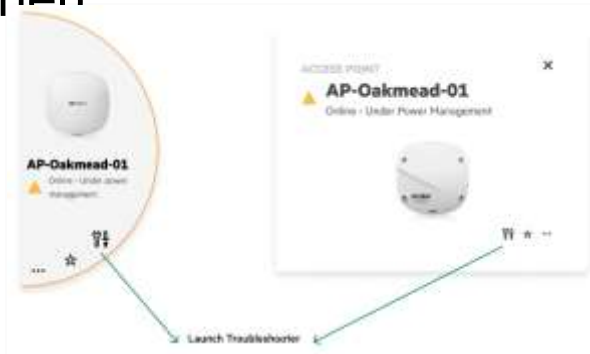 AP-Oakmead-01
Online - Under power
management
...
ACCESS POINT
AP-Oakmead-01
Online - Under Power Management
Launch Troubleshooter